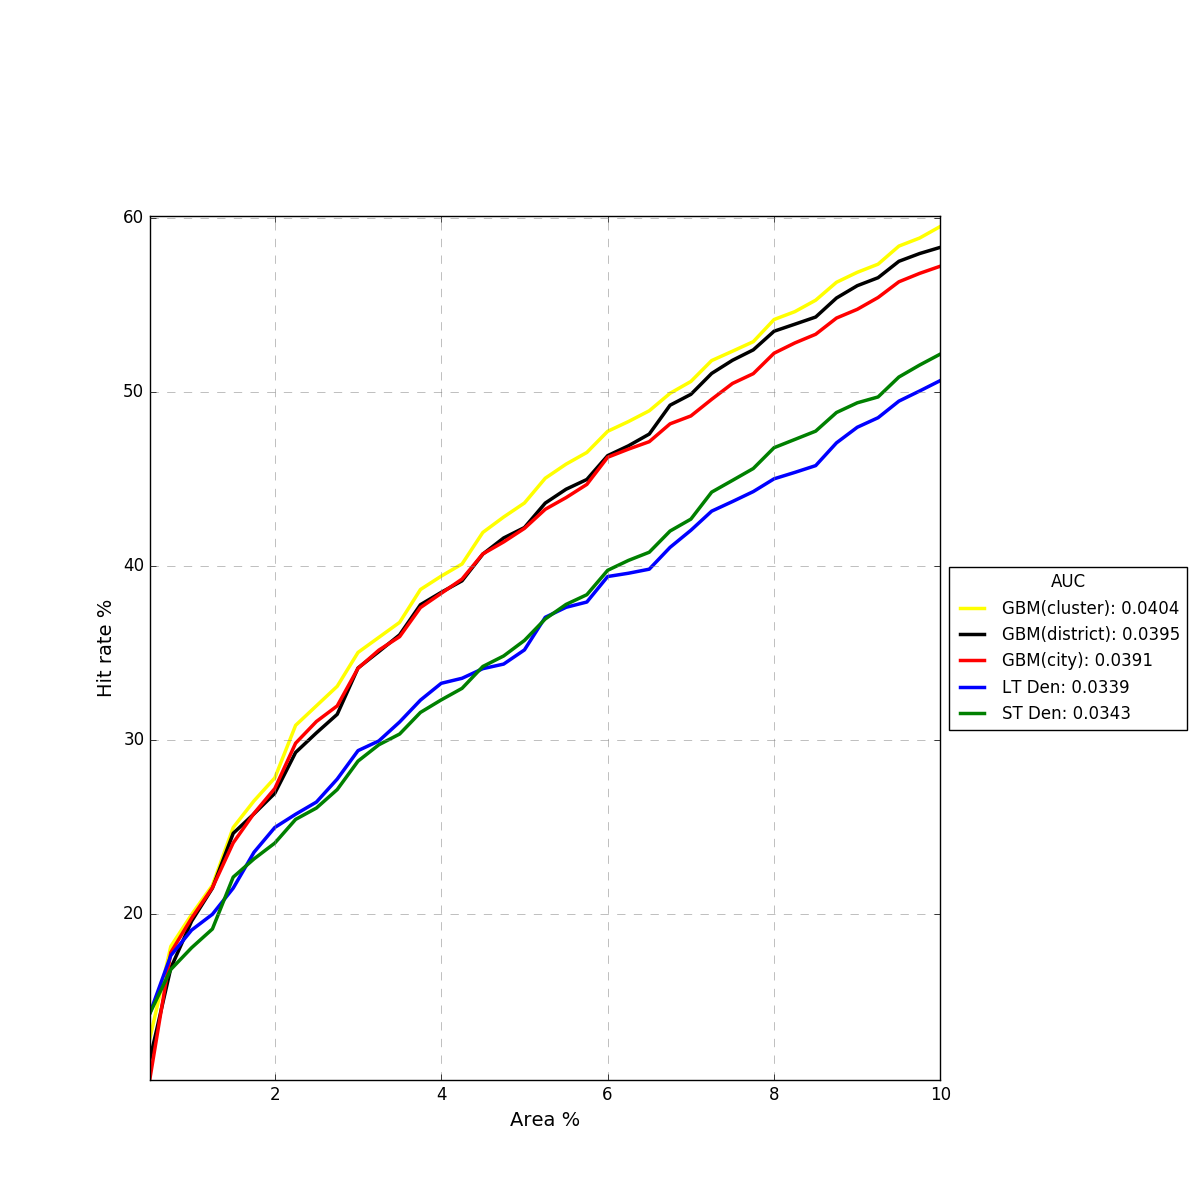 60
50
40
30
20
Hit rate %
2 4 6 8 10
Area %
AUC
GBM(cluster): 0.0404
GBM(district): 0.0395
GBM(city): 0.0391
LT Den: 0.0339
ST Den: 0.0343